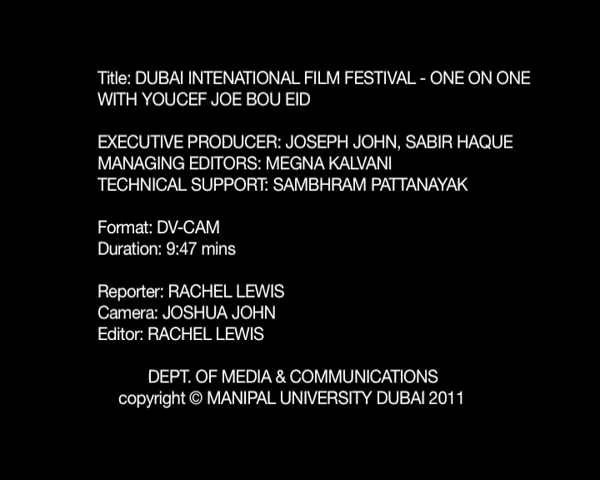 Title: DUBAI INTENATIONAL FILM FESTIVAL - ONE ON ONE
WITH YOUCEF JOE BOU EID
EXECUTIVE PRODUCER: JOSEPH JOHN, SABIR HAQUE
MANAGING EDITORS: MEGNA KALVANI
TECHNICAL SUPPORT: SAMBHRAM PATTANAYAK
Format: DV-CAM
Duration: 9:47 mins
Reporter: RACHEL LEWIS
Camera: JOSHUA JOHN
Editor: RACHEL LEWIS
DEPT. OF MEDIA & COMMUNICATIONS
copyright © MANIPAL UNIVERSITY DUBAI 2011